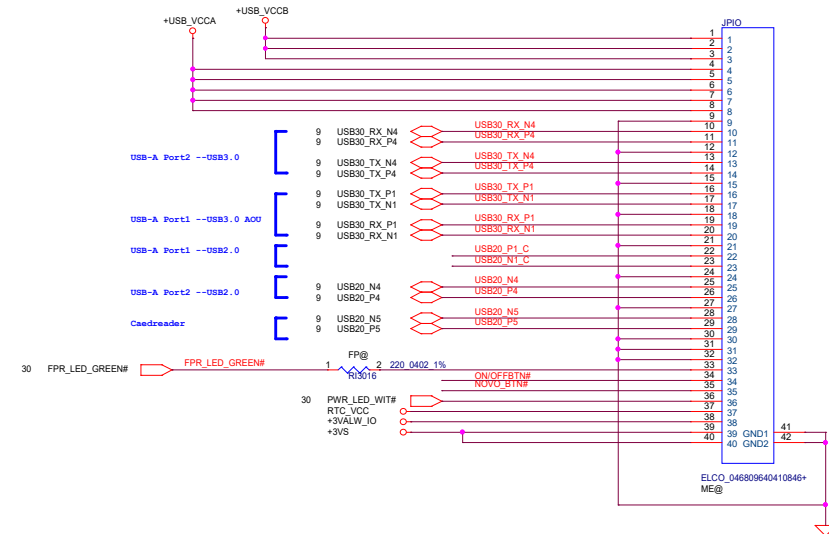 +USB_VCCB
+USB_VCCA
JPIO
1 1
2 2
3 3
4 4
5 5
6 6
7 7
8 8
9 9
9 USB30_RX_N4 USB30_RX_N4 10 10
9 USB30_RX_P4 USB30_RX_P4 11 11
12 12
USB-A Port2 --USB3.0
9 USB30_TX_N4 USB30_TX_N4 13 13
9 USB30_TX_P4 USB30_TX_P4 14 14
15 15
9 USB30_TX_P1 USB30_TX_P1 16 16
9 USB30_TX_N1 USB30_TX_N1 17 17
18 18
USB-A Port1 --USB3.0 AOU
9 USB30_RX_P1 USB30_RX_P1 19 19
9 USB30_RX_N1 USB30_RX_N1 20 20
21 21
USB-A Port1 --USB2.0
USB20_P1_C 22 22
USB20_N1_C 23 23
24 24
USB-A Port2 --USB2.0
9 USB20_N4 USB20_N4 25 25
9 USB20_P4 USB20_P4 26 26
27 27
Caedreader
9 USB20_N5 USB20_N5 28 28
9 USB20_P5 USB20_P5 29 29
30 30
31 31
32 32
FP@
30 FPR_LED_GREEN# FPR_LED_GREEN# 1 2 220_0402_1% 33 33
RI3016
ON/OFFBTN# 34 34
NOVO_BTN# 35 35
30 PWR_LED_WIT# 36 36
RTC_VCC 37 37
+3VALW_IO 38 38
+3VS 39 39 GND1 41
40 40 GND2 42
ELCO_046809640410846+
ME@